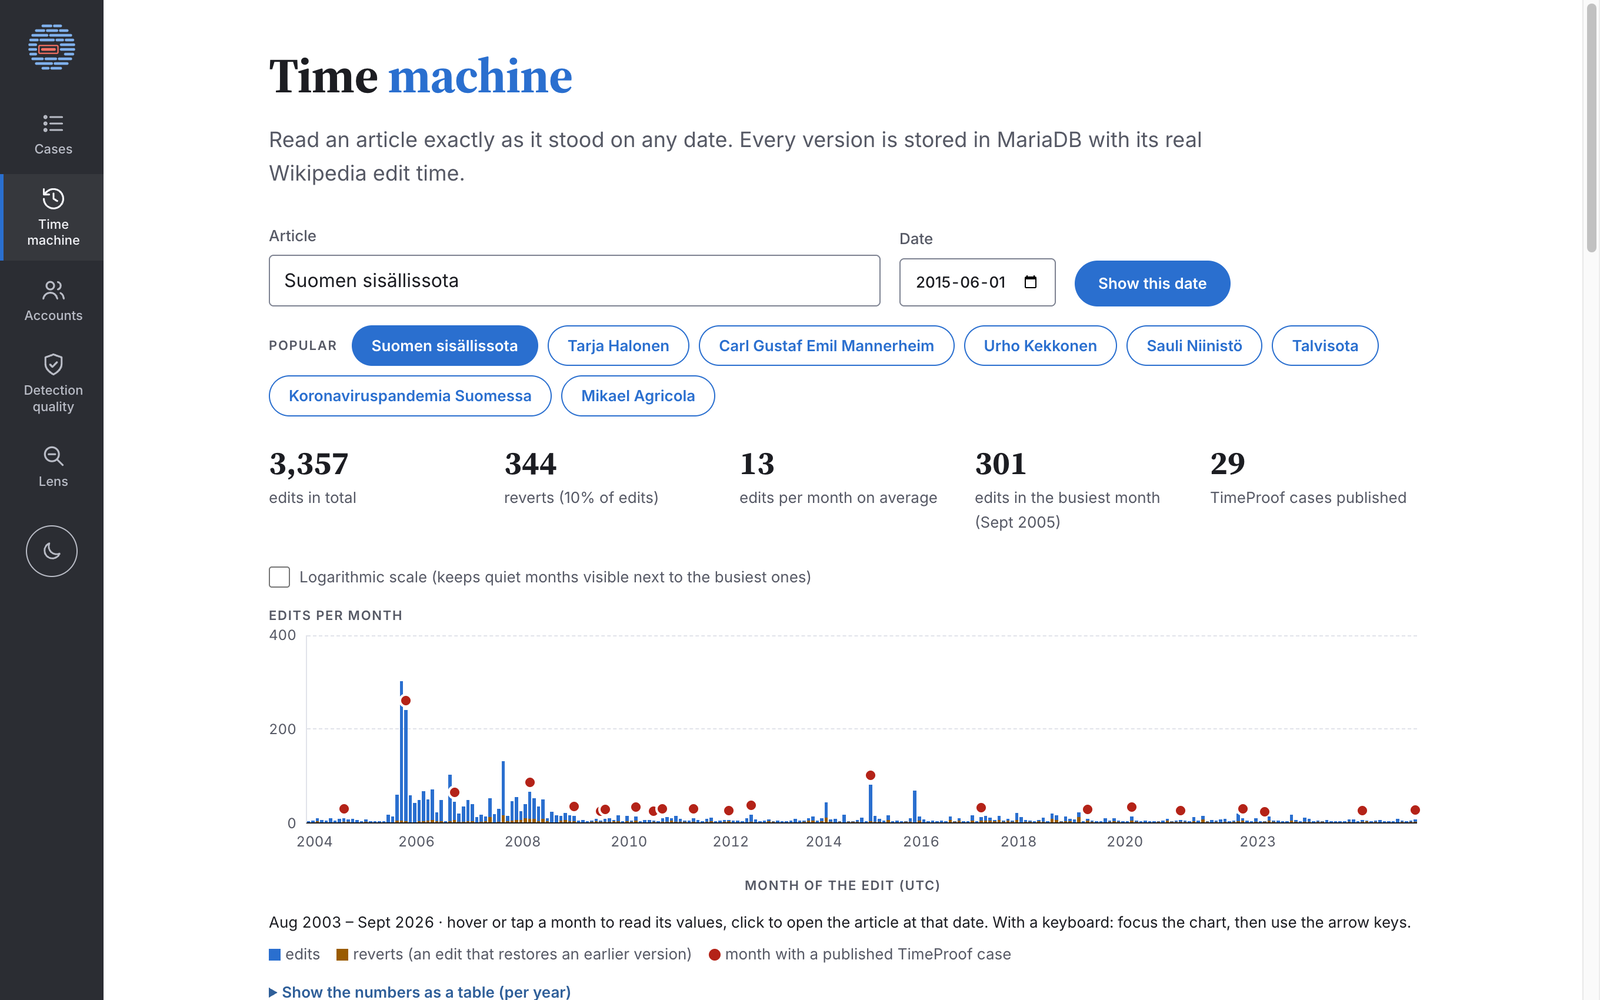 Time machine
Read an article exactly as it stood on any date. Every version is stored in MariaDB with its real
Wikipedia edit time.
Cases
Time
machine
Accounts
Detection
quality
Lens
Article
Date
Suomen sisällissota
2015-06-01
Show this date
POPULAR
Suomen sisällissota
Tarja Halonen
Carl Gustaf Emil Mannerheim
Urho Kekkonen
Sauli Niinistö
Talvisota
Koronaviruspandemia Suomessa
Mikael Agricola
3,357
edits in total
344
reverts (10% of edits)
13
edits per month on average
301
edits in the busiest month
(Sept 2005)
29
TimeProof cases published
Logarithmic scale (keeps quiet months visible next to the busiest ones)
EDITS PER MONTH
400
200
0
2004 2006 2008 2010 2012 2014 2016 2018 2020 2023
MONTH OF THE EDIT (UTC)
Aug 2003 – Sept 2026 · hover or tap a month to read its values, click to open the article at that date. With a keyboard: focus the chart, then use the arrow keys.
edits
reverts (an edit that restores an earlier version)
month with a published TimeProof case
Show the numbers as a table (per year)